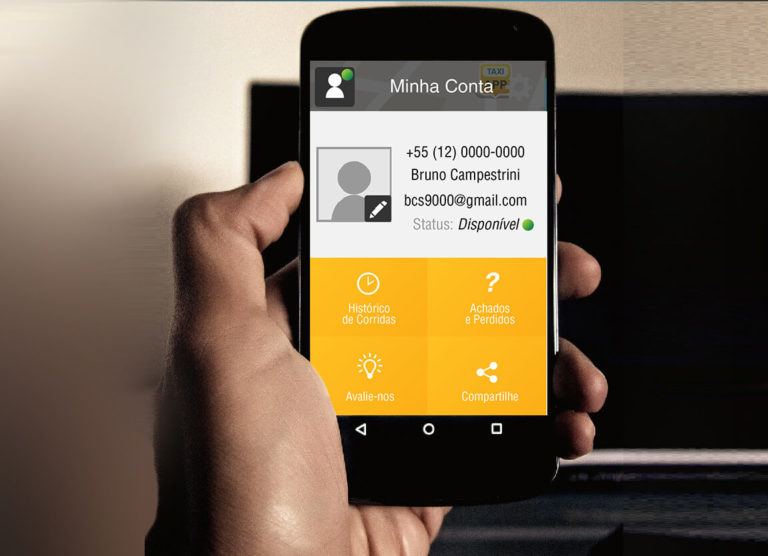 TAXI
APP
Minha Conta
+55 (12) 0000-0000
Bruno Campestrini
bcs9000@gmail.com
Status: Disponível
Histórico
de Corridas
?
Achados
e Perdidos
Avalie-nos
Compartilhe